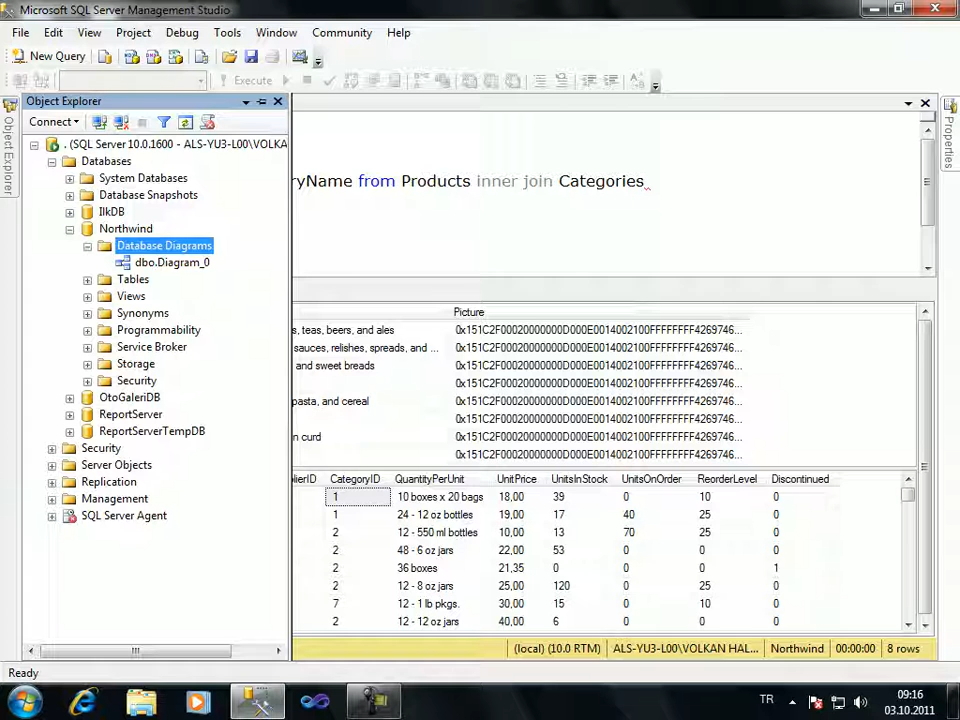 Microsoft SQL Server Management Studio
File Edit View Project Debug Tools Window Community Help
New Query
Execute
Object Explorer
Object Explorer
Properties
Connect
. (SQL Server 10.0.1600 - ALS-YU3-L00\VOLKAN HA
Databases
System Databases
Database Snapshots
IlkDB
Northwind
Database Diagrams
dbo.Diagram_0
Tables
Views
Synonyms
Programmability
Service Broker
Storage
Security
OtoGaleriDB
ReportServer
ReportServerTempDB
Security
Server Objects
Replication
Management
SQL Server Agent
ryName from Products inner join Categories
Picture
s, teas, beers, and ales 0x151C2F00020000000D000E0014002100FFFFFFFF4269746...
sauces, relishes, spreads, and ... 0x151C2F00020000000D000E0014002100FFFFFFFF4269746...
and sweet breads 0x151C2F00020000000D000E0014002100FFFFFFFF4269746...
0x151C2F00020000000D000E0014002100FFFFFFFF4269746...
pasta, and cereal 0x151C2F00020000000D000E0014002100FFFFFFFF4269746...
0x151C2F00020000000D000E0014002100FFFFFFFF4269746...
n curd 0x151C2F00020000000D000E0014002100FFFFFFFF4269746...
0x151C2F00020000000D000E0014002100FFFFFFFF4269746...
lierID CategoryID QuantityPerUnit UnitPrice UnitsInStock UnitsOnOrder ReorderLevel Discontinued
1 10 boxes x 20 bags 18,00 39 0 10 0
1 24 - 12 oz bottles 19,00 17 40 25 0
2 12 - 550 ml bottles 10,00 13 70 25 0
2 48 - 6 oz jars 22,00 53 0 0 0
2 36 boxes 21,35 0 0 0 1
2 12 - 8 oz jars 25,00 120 0 25 0
7 12 - 1 lb pkgs. 30,00 15 0 10 0
2 12 - 12 oz jars 40,00 6 0 0 0
(local) (10.0 RTM) ALS-YU3-L00\VOLKAN HAL... Northwind 00:00:00 8 rows
Ready
TR
09:16
03.10.2011